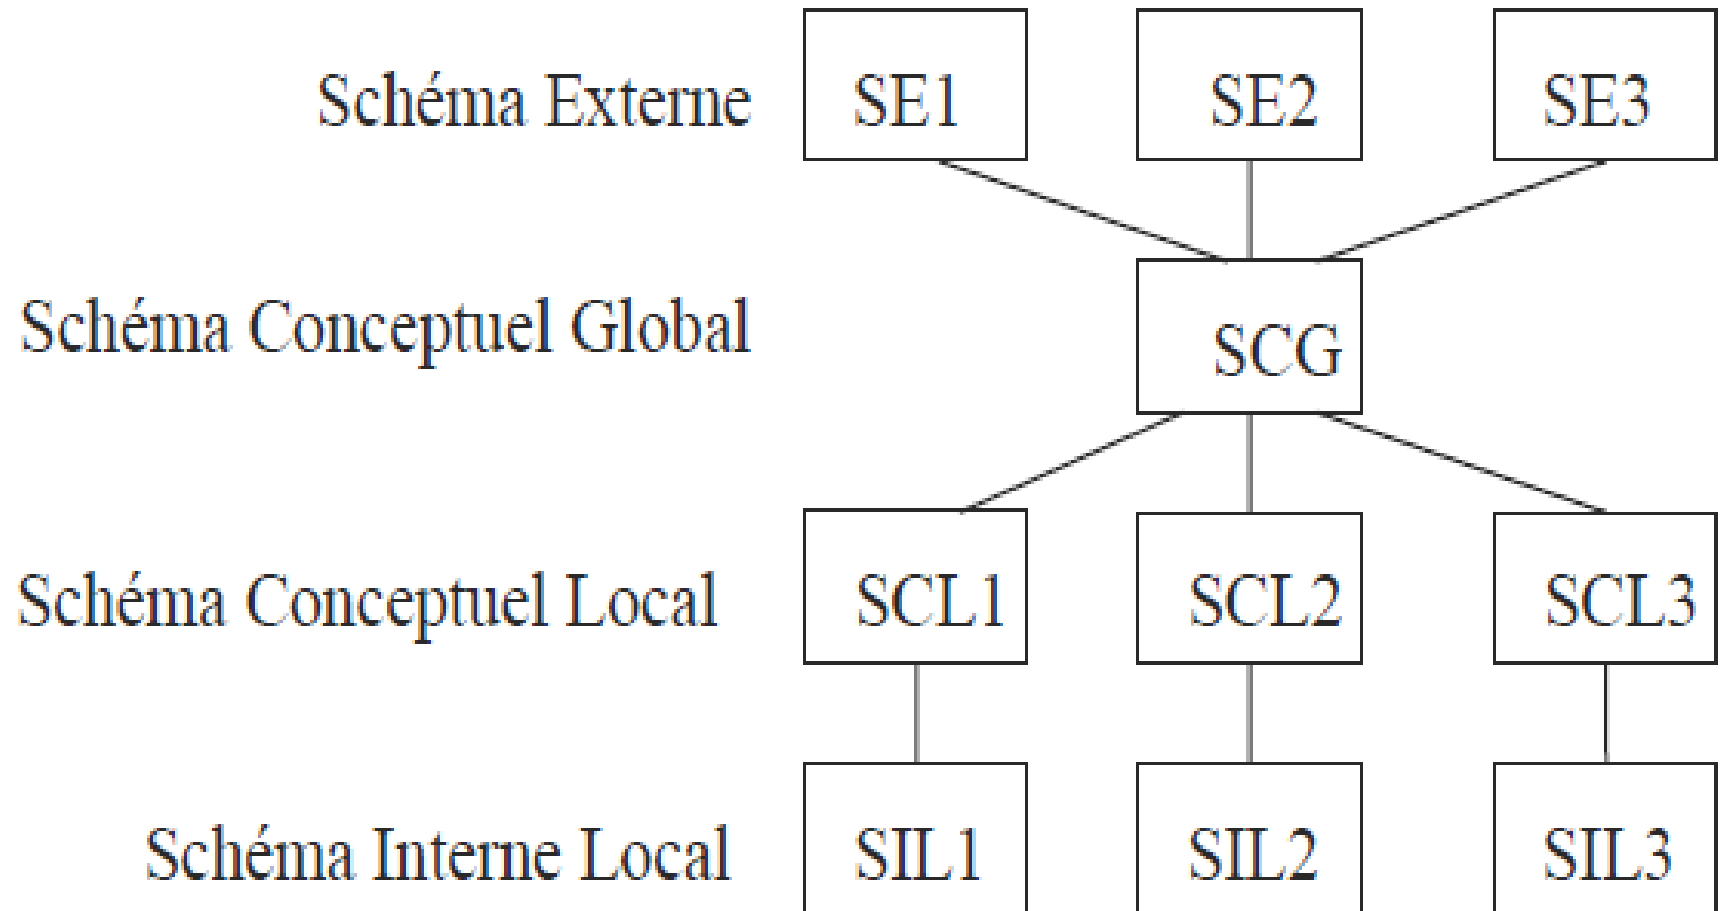 Schéma Externe SE1 SE2 SE3
Schéma Conceptuel Global SCG
Schéma Conceptuel Local SCL1 SCL2 SCL3
Schéma Interne Local SIL1 SIL2 SIL3